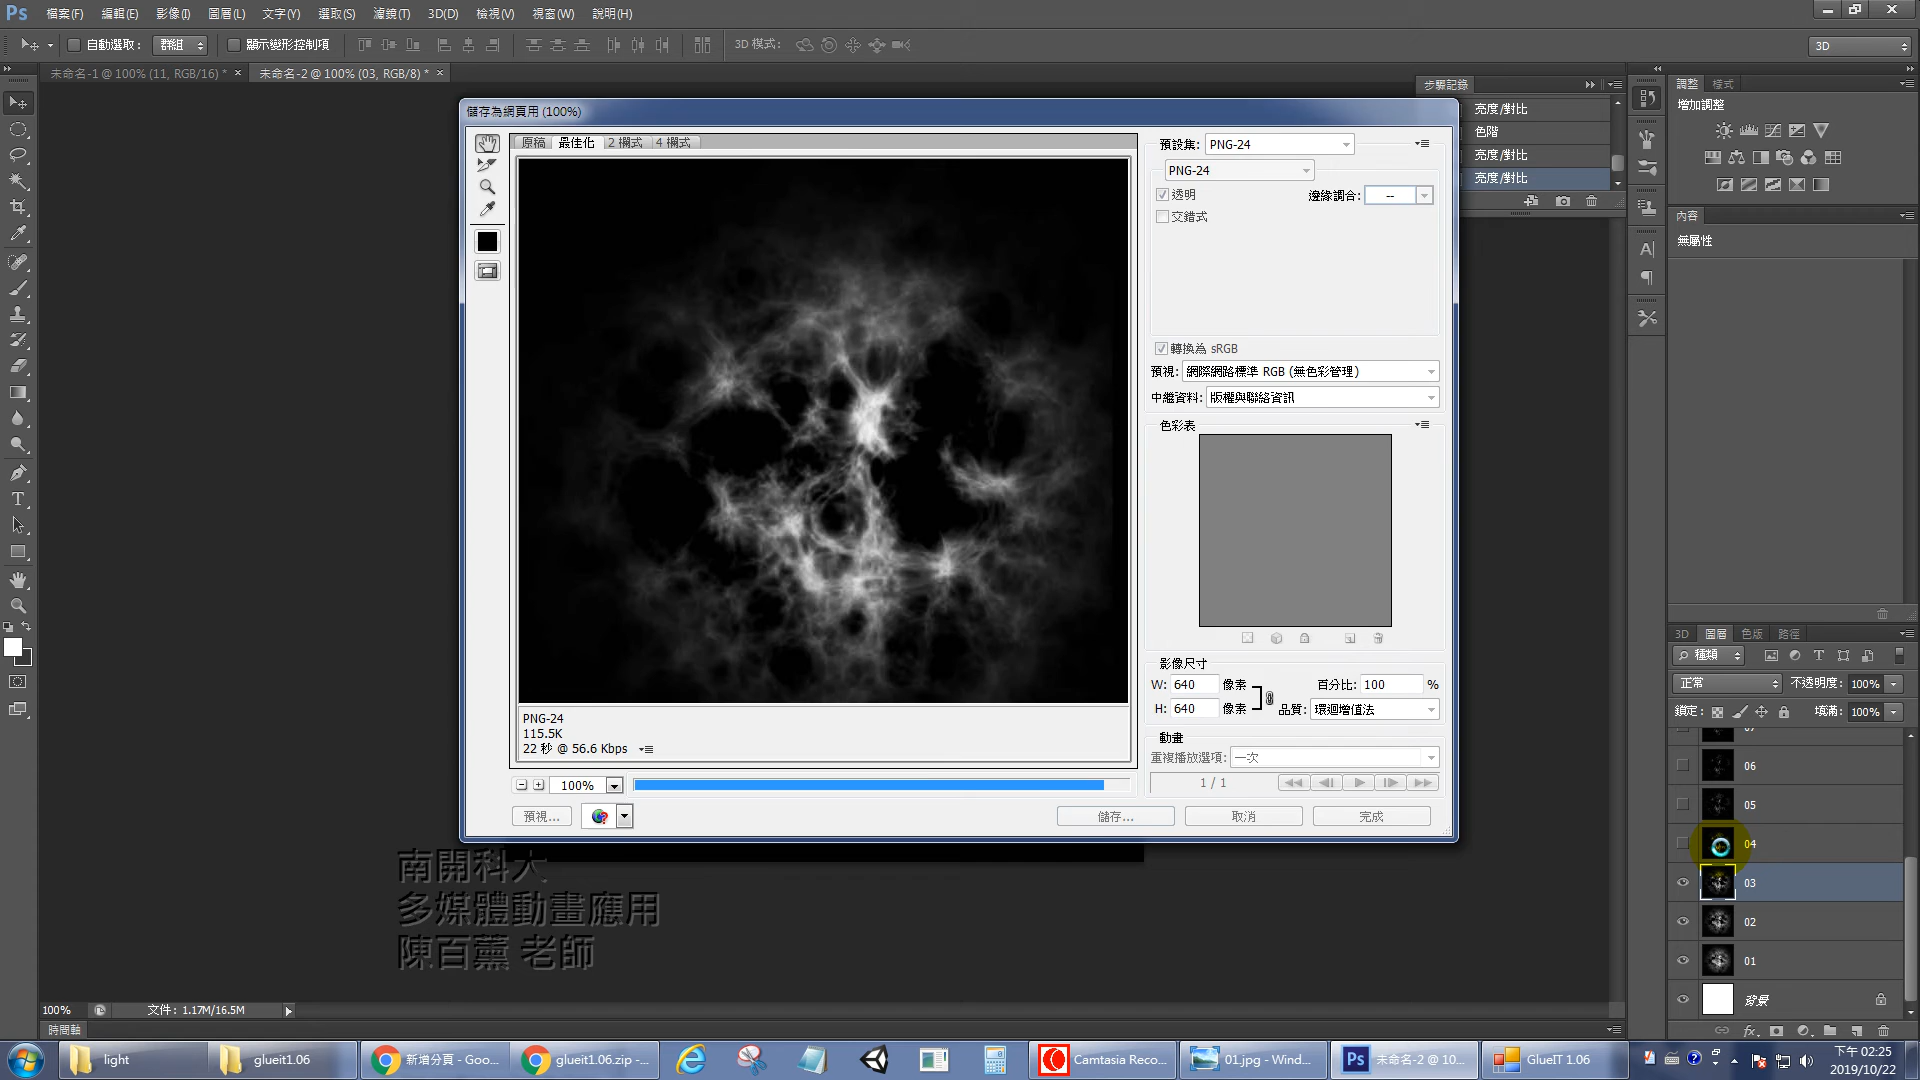 Ps 檔案(F) 編輯(E) 影像(I) 圖層(L) 文字(Y) 選取(S) 濾鏡(T) 3D(D) 檢視(V) 視窗(W) 說明(H)
自動選取： 群組 顯示變形控制項 3D 模式： 3D
未命名-1 @ 100% (11, RGB/16) * × 未命名-2 @ 100% (03, RGB/8) * ×
步驟記錄
亮度/對比
色階
亮度/對比
亮度/對比
調整 樣式
增加調整
內容
無屬性
儲存為網頁用 (100%)
原稿 最佳化 2 欄式 4 欄式
預設集: PNG-24
PNG-24
透明 邊緣調合: --
交錯式
轉換為 sRGB
預視: 網際網路標準 RGB (無色彩管理)
中繼資料: 版權與聯絡資訊
色彩表
影像尺寸
W: 640 像素 百分比: 100 %
H: 640 像素 品質: 環迴增值法
動畫
重複播放選項: 一次
1 / 1
PNG-24
115.5K
22 秒 @ 56.6 Kbps
100%
預視... 儲存... 取消 完成
南開科大
多媒體動畫應用
陳百薰 老師
3D 圖層 色版 路徑
種類
正常 不透明度: 100%
鎖定: 填滿: 100%
06
05
04
03
02
01
背景
100% 文件: 1.17M/16.5M
時間軸
light glueit1.06 新增分頁 - Goo... glueit1.06.zip -... Camtasia Reco... 01.jpg - Wind... 未命名-2 @ 10... GlueIT 1.06
下午 02:25
2019/10/22